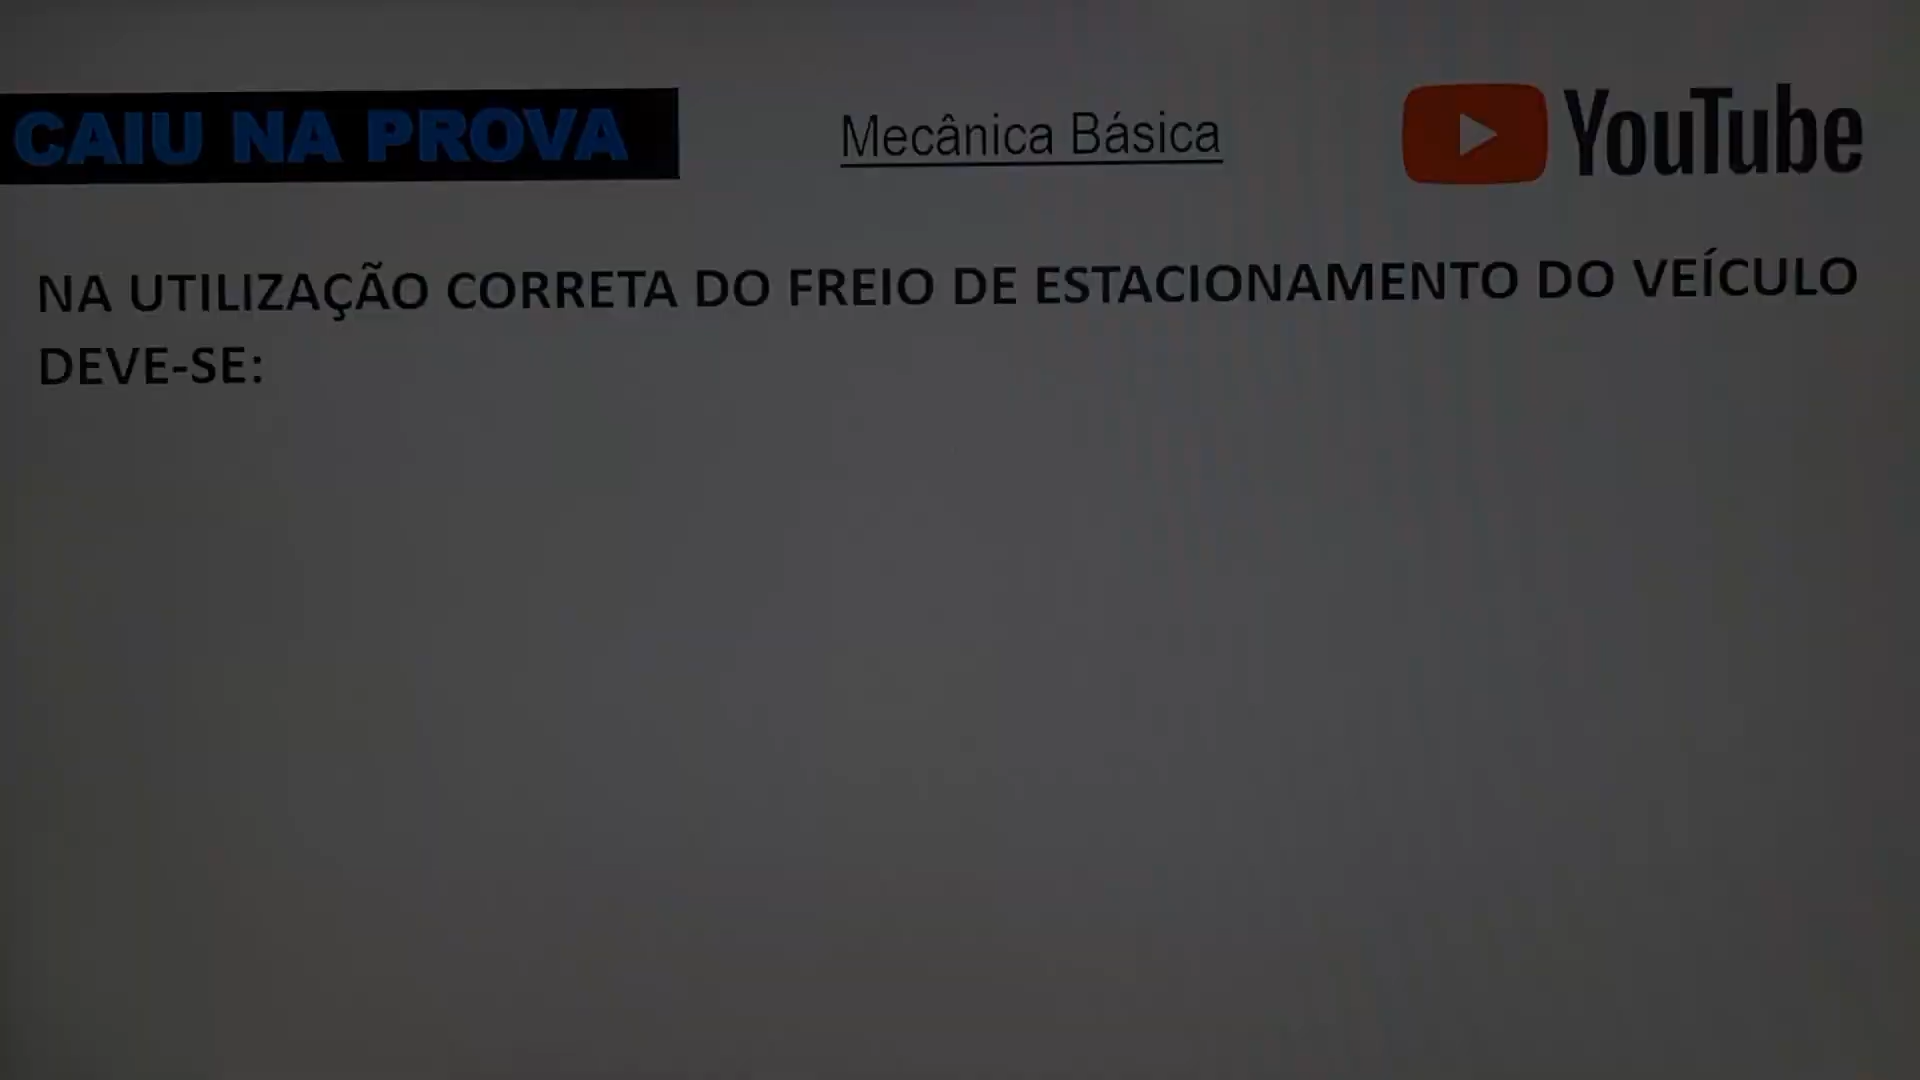 CAIU NA PROVA
Mecânica Básica
YouTube
NA UTILIZAÇÃO CORRETA DO FREIO DE ESTACIONAMENTO DO VEÍCULO
DEVE-SE: